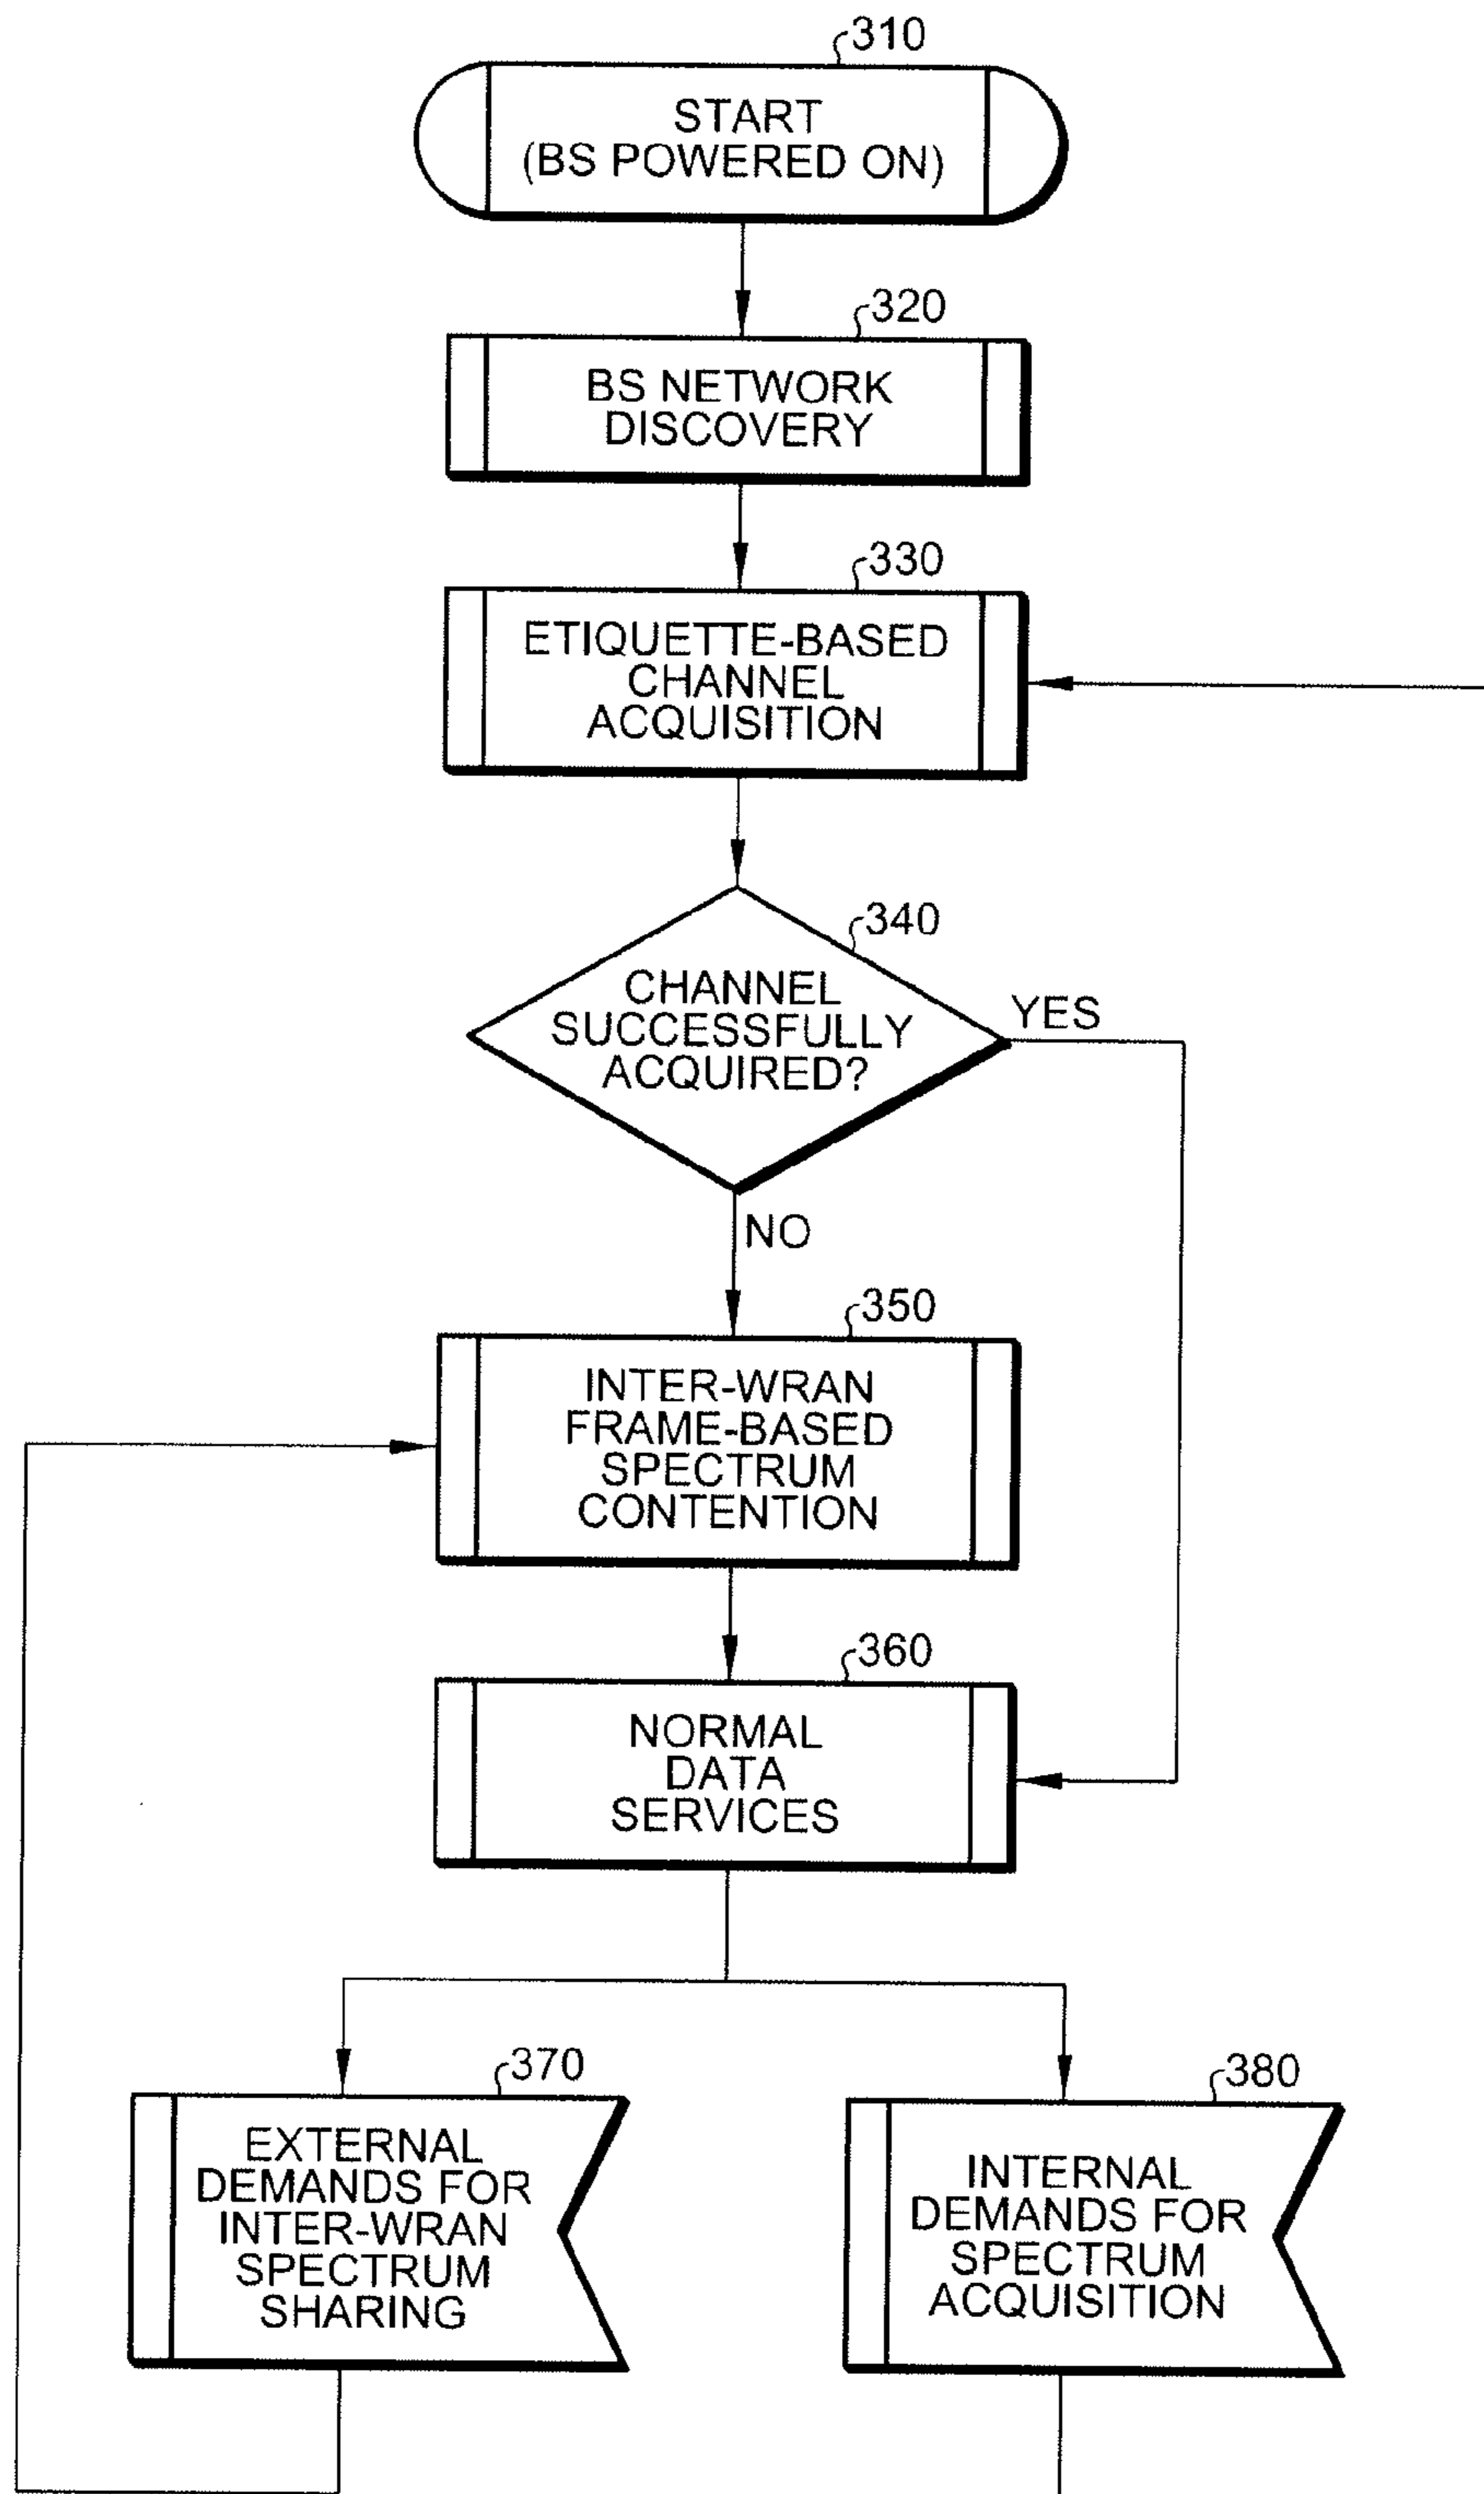 310
START
(BS POWERED ON)
320
BS NETWORK
DISCOVERY
330
ETIQUETTE-BASED
CHANNEL
ACQUISITION
340
CHANNEL
SUCCESSFULLY
ACQUIRED?
YES
NO
350
INTER-WRAN
FRAME-BASED
SPECTRUM
CONTENTION
360
NORMAL
DATA
SERVICES
370
EXTERNAL
DEMANDS FOR
INTER-WRAN
SPECTRUM
SHARING
380
INTERNAL
DEMANDS FOR
SPECTRUM
ACQUISITION